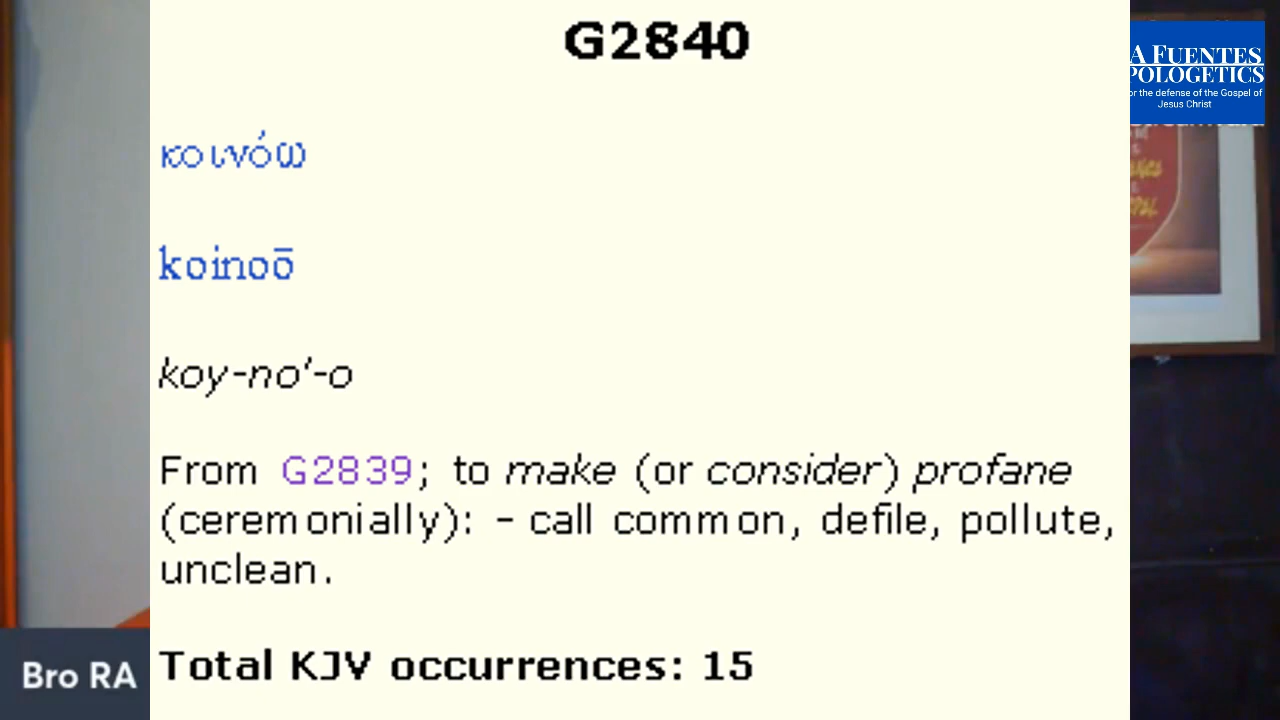 G2840
A FUENTES
POLOGETICS
or the defense of the Gospel of
Jesus Christ
κοινόω
koinoō
koy-no'-o
From G2839; to make (or consider) profane
(ceremonially): - call common, defile, pollute,
unclean.
Bro RA
Total KJV occurrences: 15